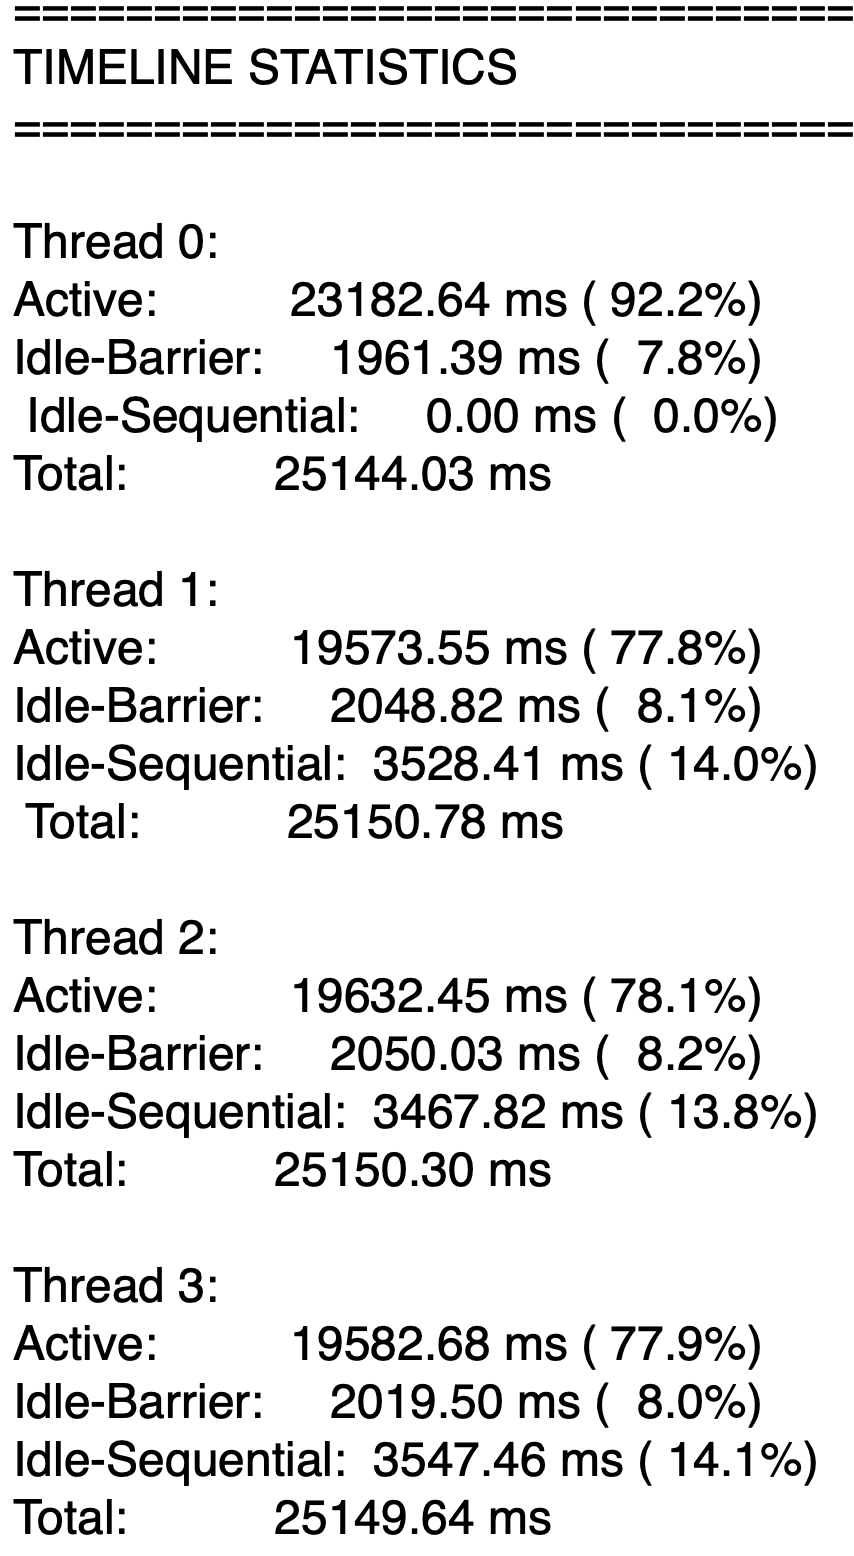 ==============================
TIMELINE STATISTICS
==============================
Thread 0:
Active: 23182.64 ms ( 92.2%)
Idle-Barrier: 1961.39 ms ( 7.8%)
Idle-Sequential: 0.00 ms ( 0.0%)
Total: 25144.03 ms
Thread 1:
Active: 19573.55 ms ( 77.8%)
Idle-Barrier: 2048.82 ms ( 8.1%)
Idle-Sequential: 3528.41 ms ( 14.0%)
Total: 25150.78 ms
Thread 2:
Active: 19632.45 ms ( 78.1%)
Idle-Barrier: 2050.03 ms ( 8.2%)
Idle-Sequential: 3467.82 ms ( 13.8%)
Total: 25150.30 ms
Thread 3:
Active: 19582.68 ms ( 77.9%)
Idle-Barrier: 2019.50 ms ( 8.0%)
Idle-Sequential: 3547.46 ms ( 14.1%)
Total: 25149.64 ms